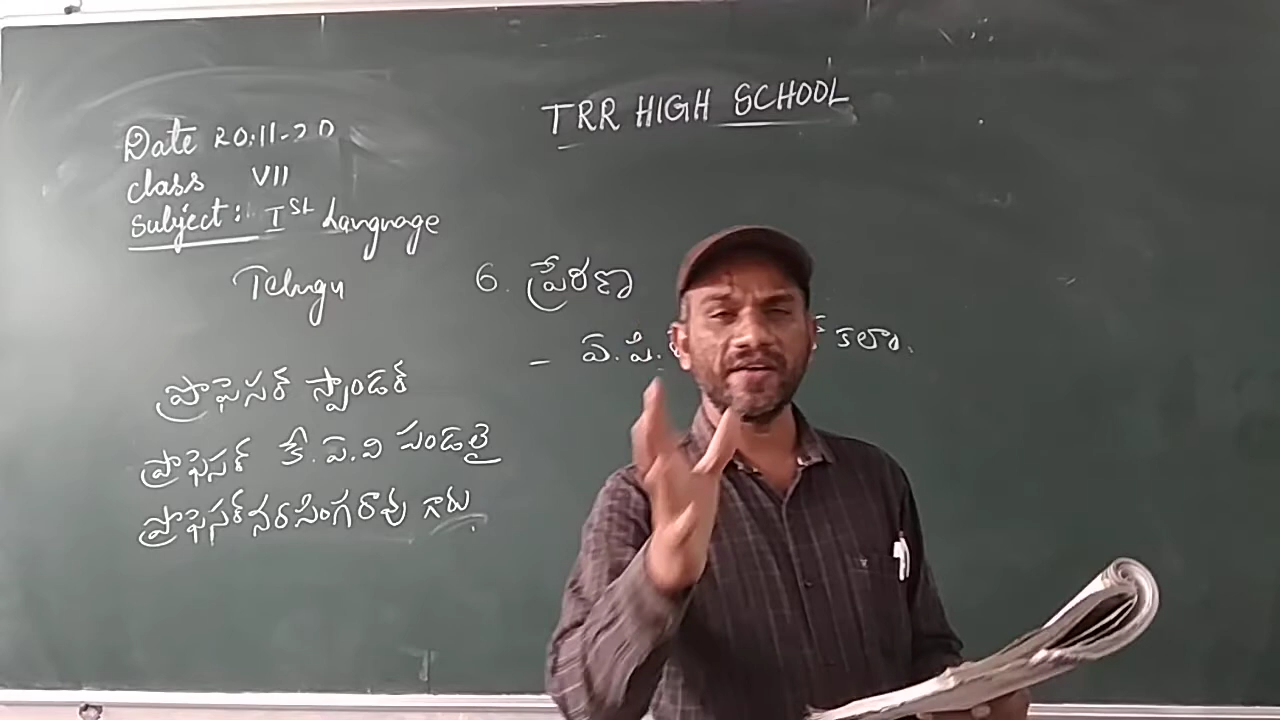 TRR HIGH SCHOOL
Date 20.11-20
class VII
Subject: Ist Language
Telugu
6. ప్రేరణా
- ఏ.పి. కలాం.
ప్రొఫెసర్ స్పాండర్
ప్రొఫెసర్ కే.ఏ.వి పండలై
ప్రొఫెసర్ నరసింగరావు గారు.